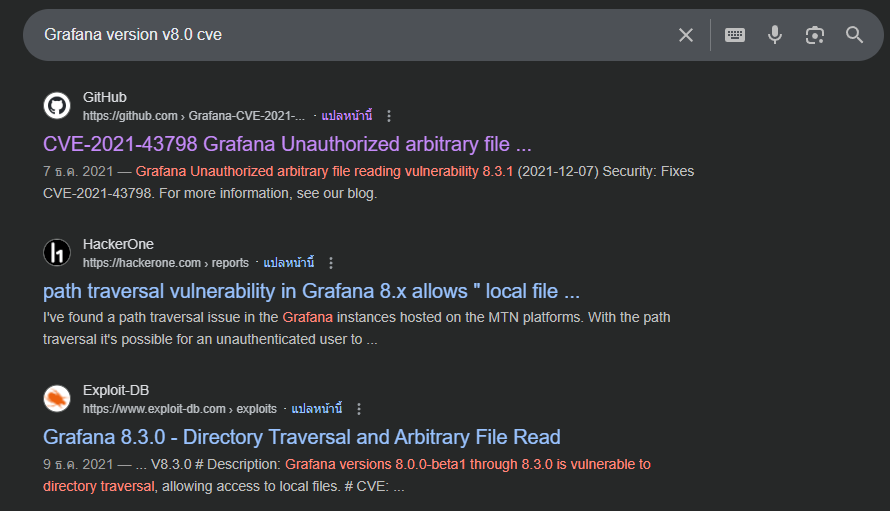 Grafana version v8.0 cve
GitHub
https://github.com › Grafana-CVE-2021-... · แปลหน้านี้
CVE-2021-43798 Grafana Unauthorized arbitrary file ...
7 ธ.ค. 2021 — Grafana Unauthorized arbitrary file reading vulnerability 8.3.1 (2021-12-07) Security: Fixes
CVE-2021-43798. For more information, see our blog.
HackerOne
https://hackerone.com › reports · แปลหน้านี้
path traversal vulnerability in Grafana 8.x allows " local file ...
I've found a path traversal issue in the Grafana instances hosted on the MTN platforms. With the path
traversal it's possible for an unauthenticated user to ...
Exploit-DB
https://www.exploit-db.com › exploits · แปลหน้านี้
Grafana 8.3.0 - Directory Traversal and Arbitrary File Read
9 ธ.ค. 2021 — ... V8.3.0 # Description: Grafana versions 8.0.0-beta1 through 8.3.0 is vulnerable to
directory traversal, allowing access to local files. # CVE: ...